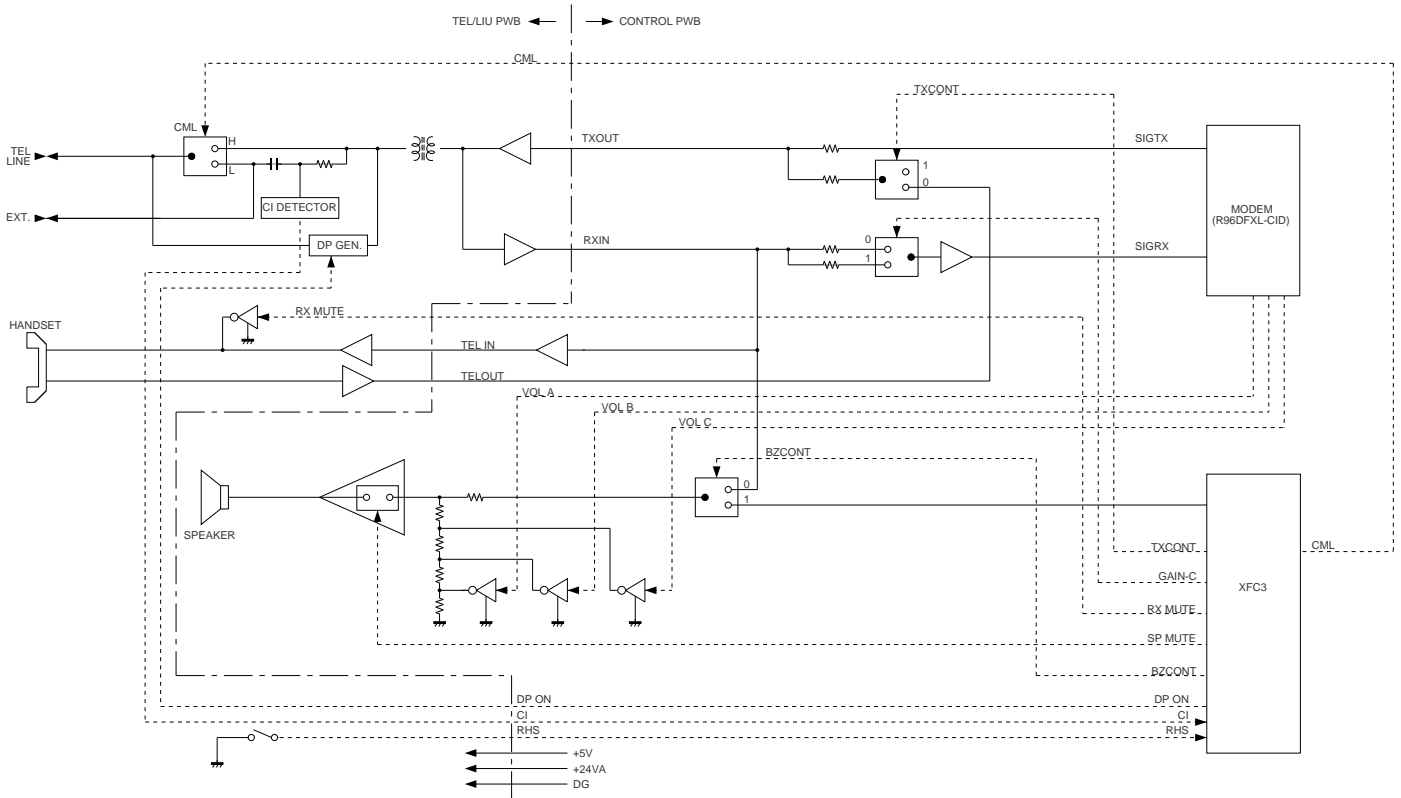 TEL/LIU PWB
CONTROL PWB
CML
TXCONT
CML
H
L
TEL
LINE
TXOUT
SIGTX
1
0
MODEM
(R96DFXL-CID)
CI DETECTOR
EXT.
DP GEN.
RXIN
0
1
SIGRX
RX MUTE
HANDSET
TEL IN
TELOUT
VOL A
VOL B
VOL C
BZCONT
0
1
SPEAKER
TXCONT
CML
GAIN-C
XFC3
RX MUTE
SP MUTE
BZCONT
DP ON
DP ON
CI
CI
RHS
RHS
+5V
+24VA
DG